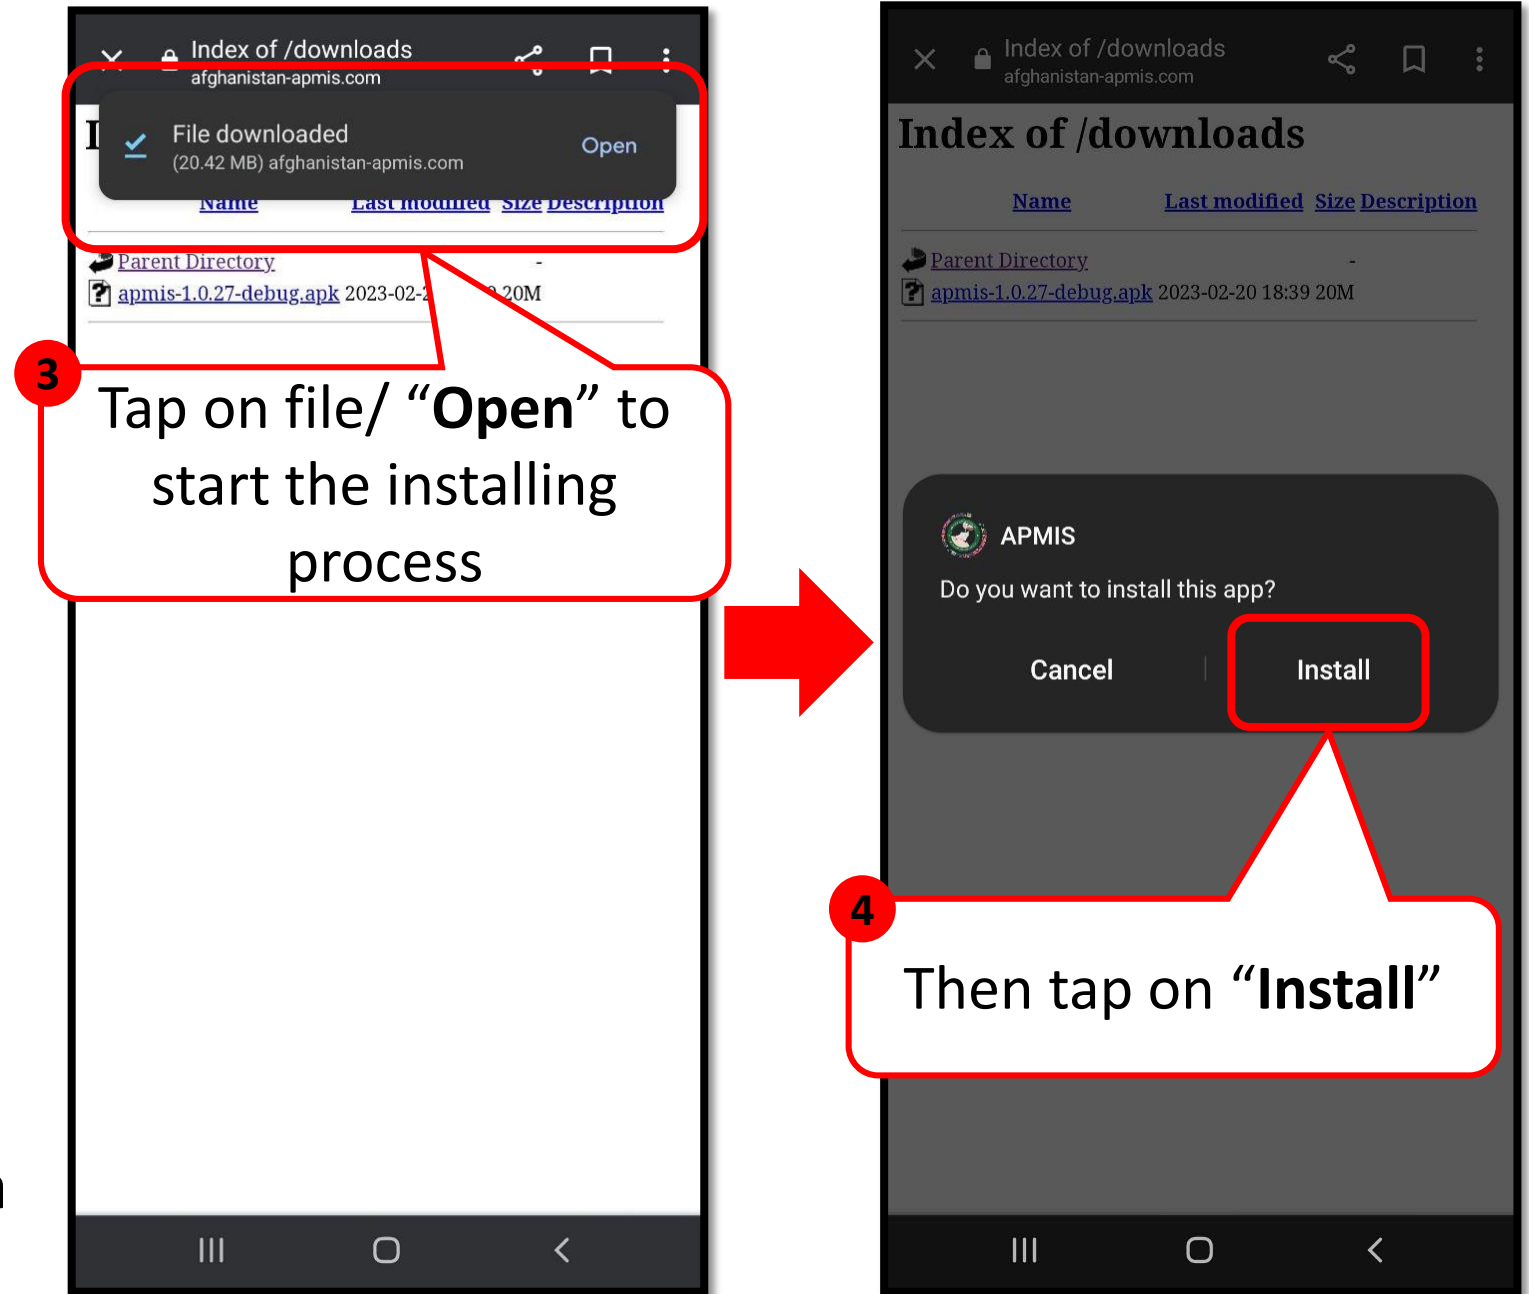 Index of /downloads
afghanistan-apmis.com
File downloaded
(20.42 MB) afghanistan-apmis.com
Open
Name Last modified Size Description
Parent Directory -
apmis-1.0.27-debug.apk 2023-02-2 20M
3
Tap on file/ “Open” to
start the installing
process
Index of /downloads
afghanistan-apmis.com
Index of /downloads
Name Last modified Size Description
Parent Directory -
apmis-1.0.27-debug.apk 2023-02-20 18:39 20M
APMIS
Do you want to install this app?
Cancel Install
4
Then tap on “Install”